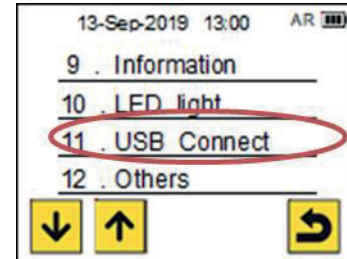 13-Sep-2019 13:00 AR
9 . Information
10 . LED light
11 . USB Connect
12 . Others